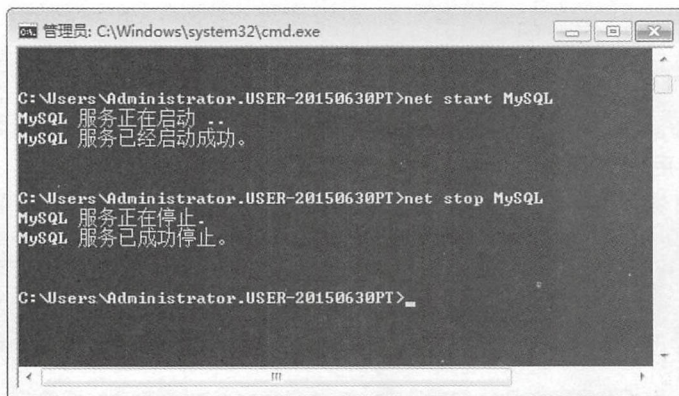 管理员: C:\Windows\system32\cmd.exe
C:\Users\Administrator.USER-20150630PT>net start MySQL
MySQL 服务正在启动 ..
MySQL 服务已经启动成功。
C:\Users\Administrator.USER-20150630PT>net stop MySQL
MySQL 服务正在停止.
MySQL 服务已成功停止。
C:\Users\Administrator.USER-20150630PT>